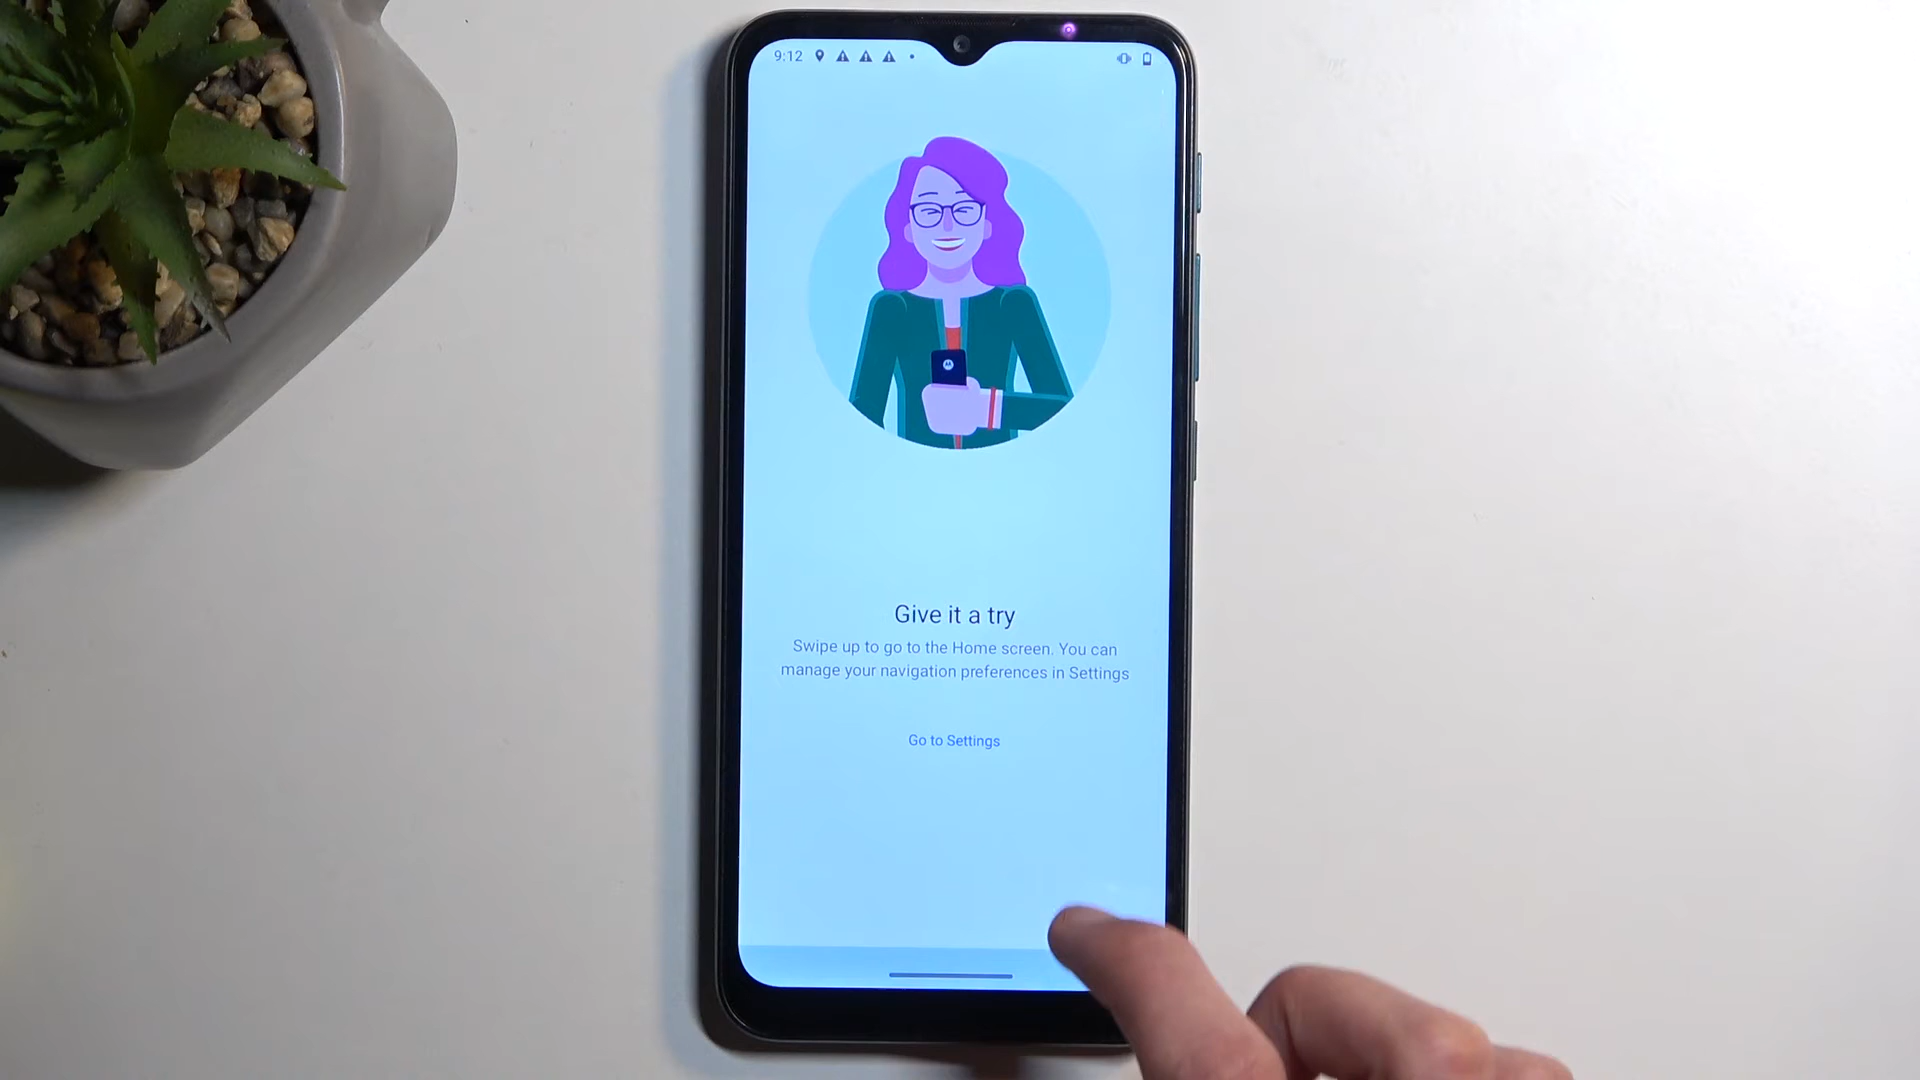 9:12
Give it a try
Swipe up to go to the Home screen. You can
manage your navigation preferences in Settings
Go to Settings